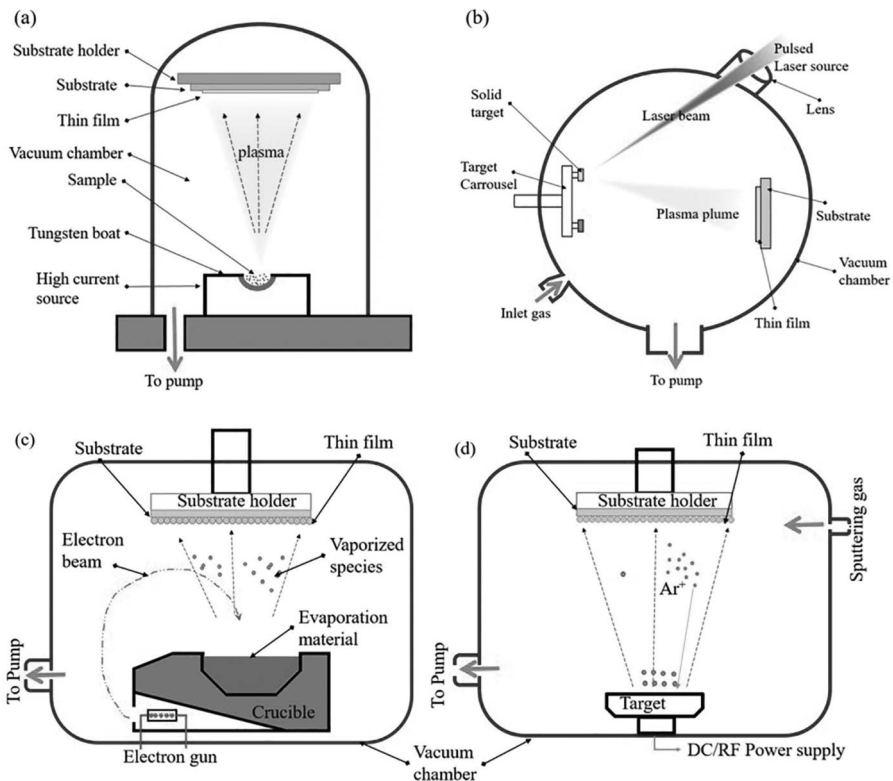 (a)
Substrate holder
Substrate
Thin film
Vacuum chamber
Sample
Tungsten boat
High current
source
plasma
To pump
(b)
Pulsed
Laser source
Lens
Laser beam
Solid
target
Target
Carrousel
Plasma plume
Substrate
Vacuum
chamber
Thin film
Inlet gas
To pump
(c)
Substrate
Thin film
Substrate holder
Electron
beam
Vaporized
species
Evaporation
material
To Pump
Crucible
Electron gun
Vacuum
chamber
(d)
Substrate
Thin film
Substrate holder
Sputtering gas
Ar+
To Pump
Target
DC/RF Power supply